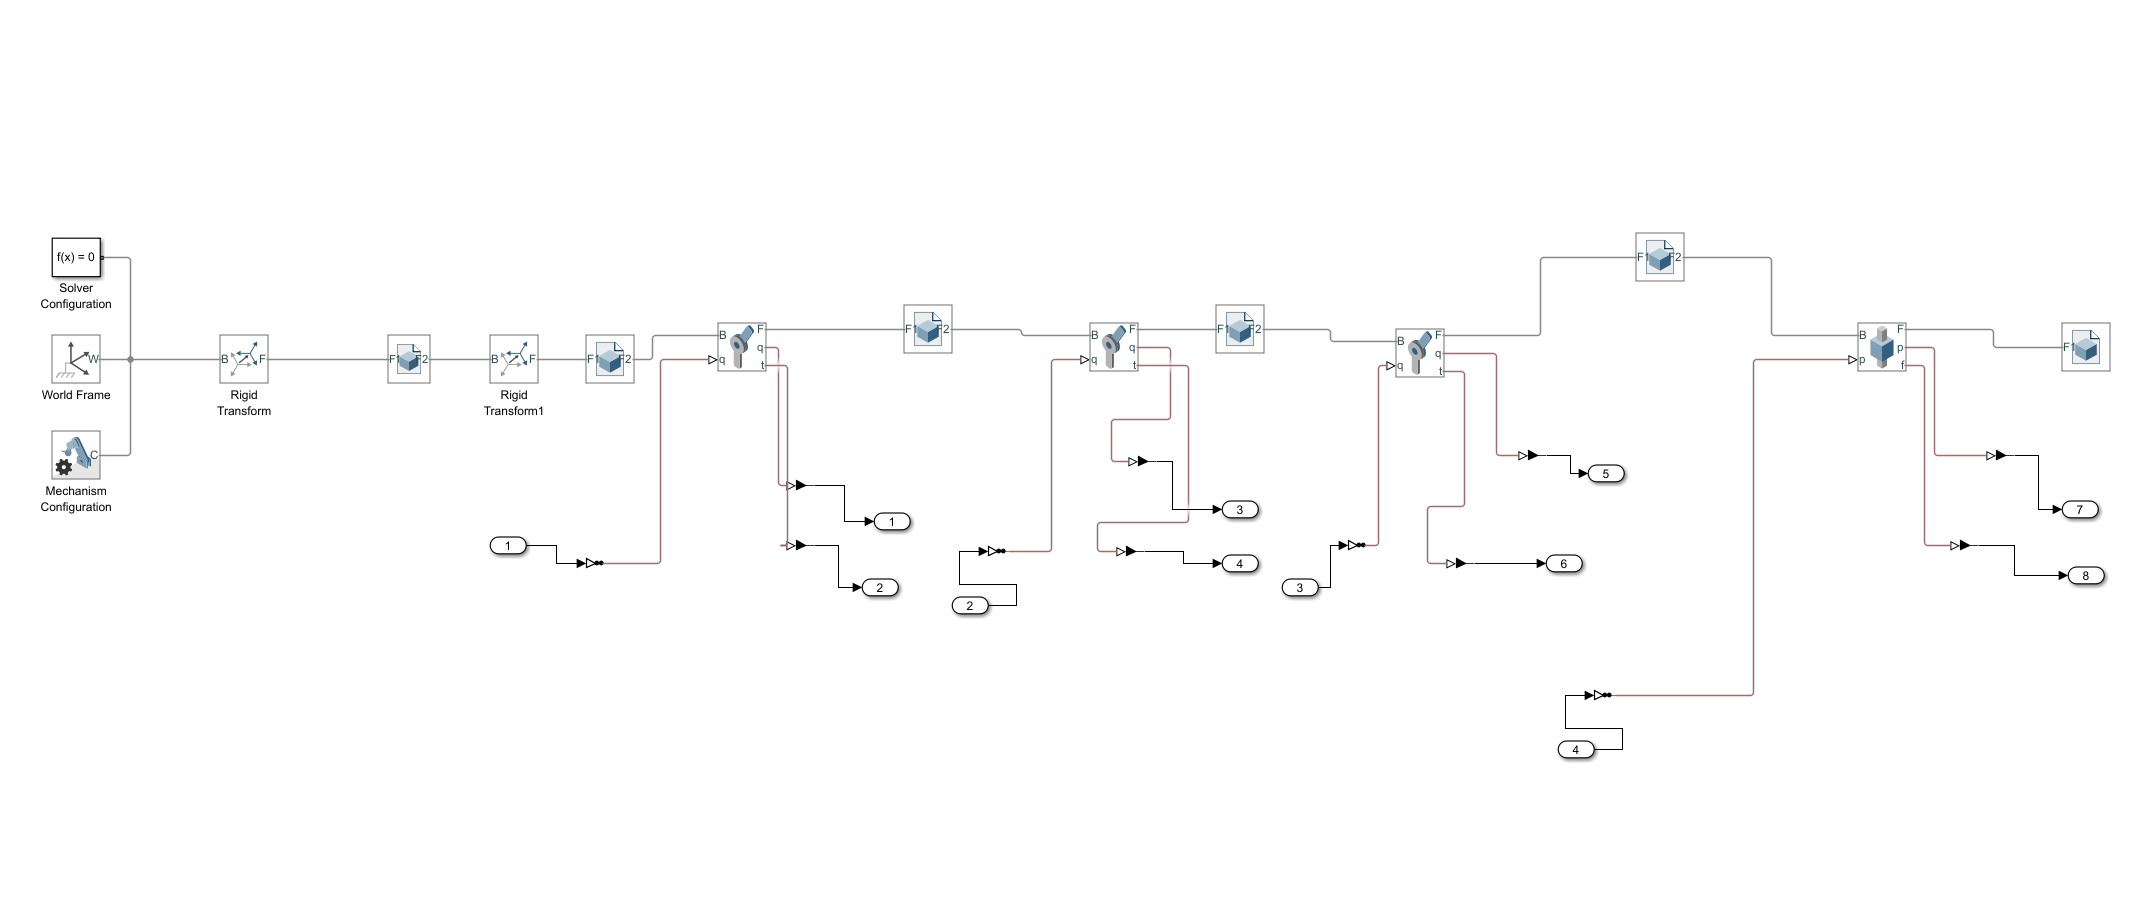 f(x) = 0
Solver
Configuration
W
World Frame
C
Mechanism
Configuration
B F
Rigid
Transform
F1 F2
B F
Rigid
Transform1
F1 F2
B F
q q
t
F1 F2
B F
q q
t
F1 F2
B F
q q
t
F1 F2
B F
p p
f
F1
1
1
2
2
3
4
3
5
6
4
7
8